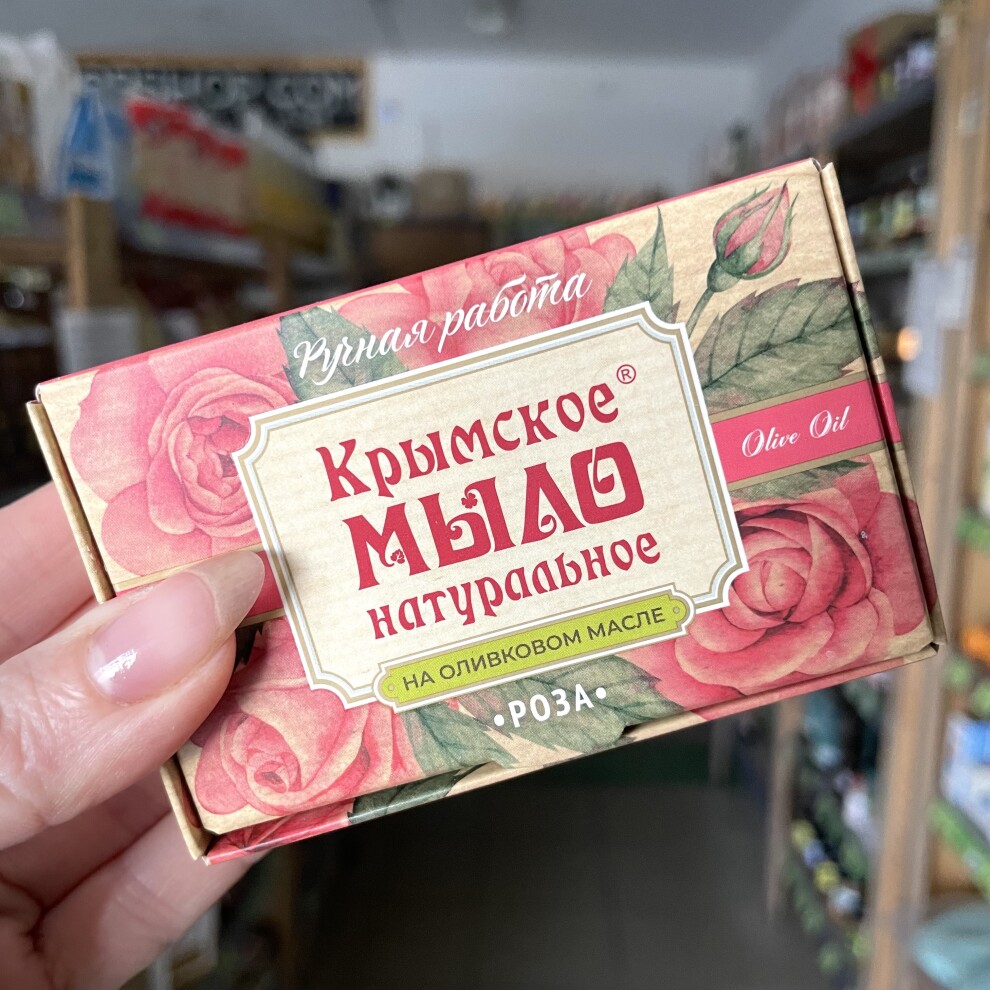 Ручная работа
Крымское®
МЫЛО
натуральное
НА ОЛИВКОВОМ МАСЛЕ
•РОЗА•
Olive Oil